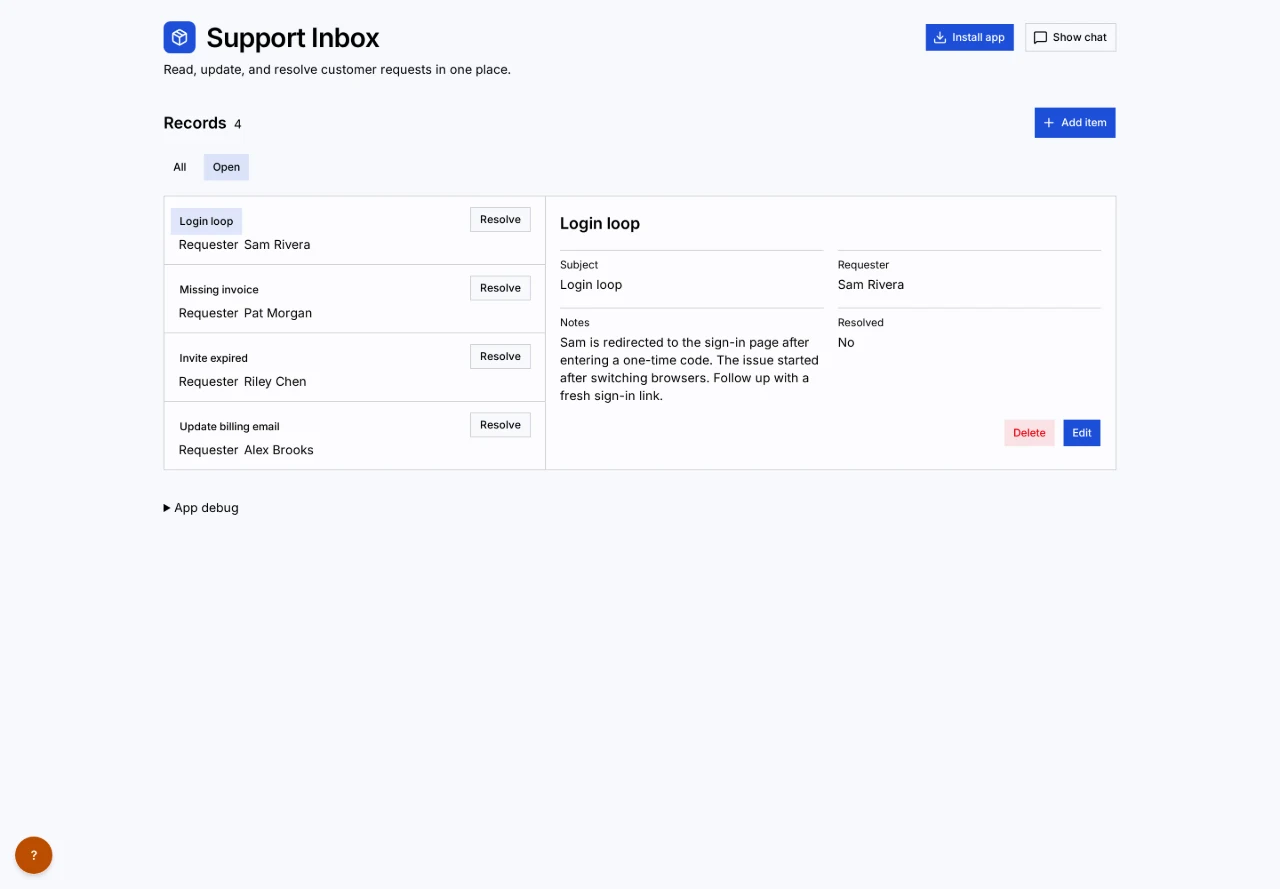 Support Inbox
Install app
Show chat
Read, update, and resolve customer requests in one place.
Records 4
Add item
All
Open
Login loop
Resolve
Requester Sam Rivera
Missing invoice
Resolve
Requester Pat Morgan
Invite expired
Resolve
Requester Riley Chen
Update billing email
Resolve
Requester Alex Brooks
Login loop
Subject
Login loop
Requester
Sam Rivera
Notes
Sam is redirected to the sign-in page after
entering a one-time code. The issue started
after switching browsers. Follow up with a
fresh sign-in link.
Resolved
No
Delete
Edit
App debug
?